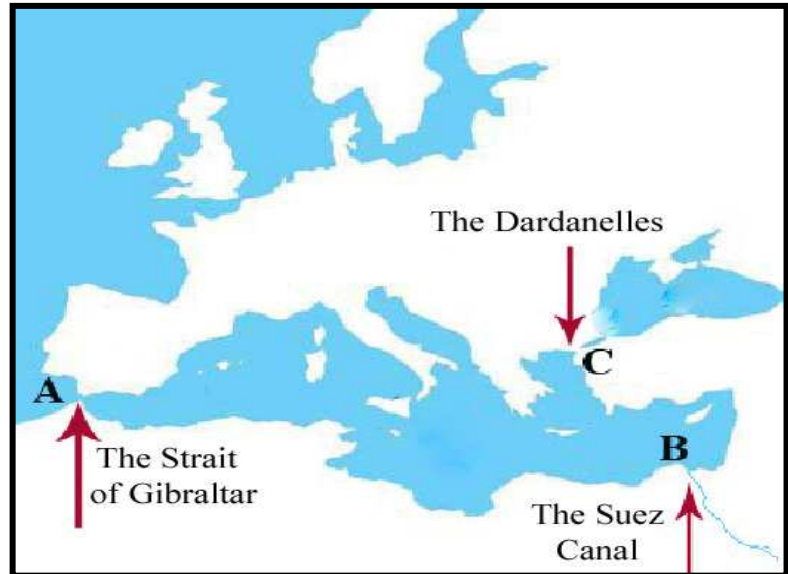 The Dardanelles
C
A
The Strait
of Gibraltar
B
The Suez
Canal